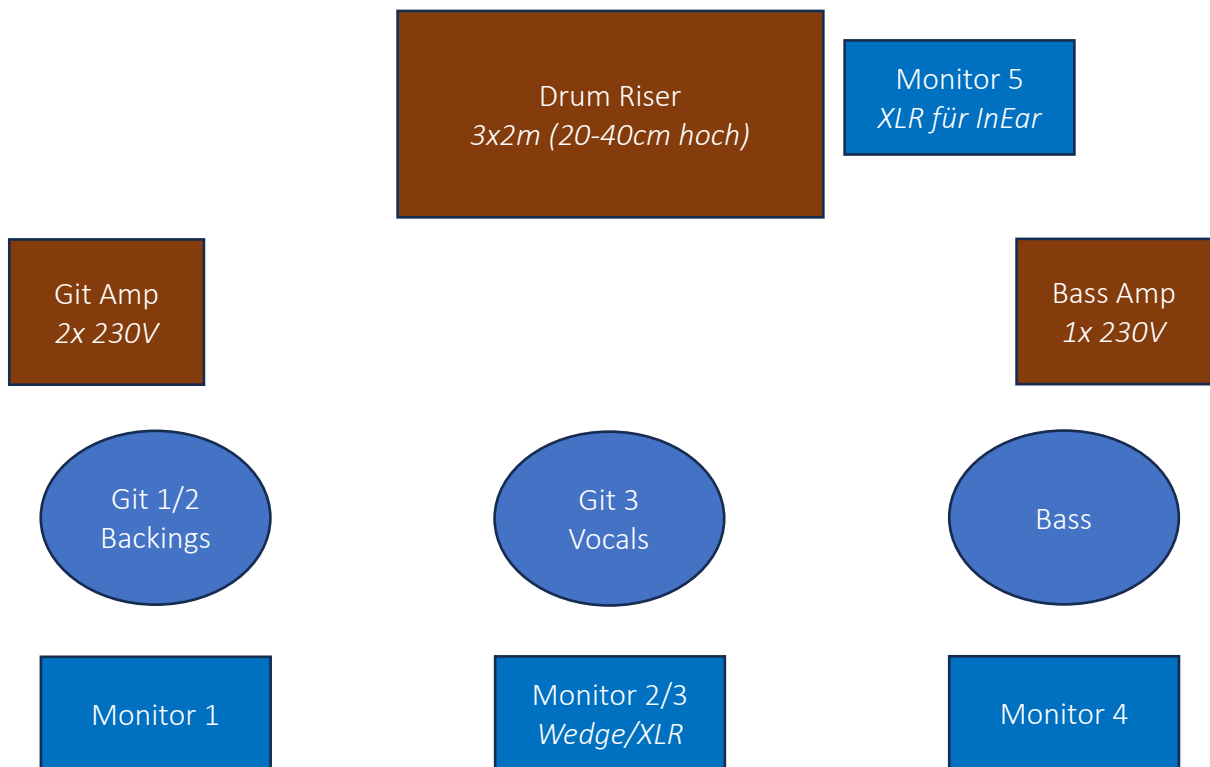 Drum Riser
3x2m (20-40cm hoch)
Monitor 5
XLR für InEar
Git Amp
2x 230V
Bass Amp
1x 230V
Git 1/2
Backings
Git 3
Vocals
Bass
Monitor 1
Monitor 2/3
Wedge/XLR
Monitor 4